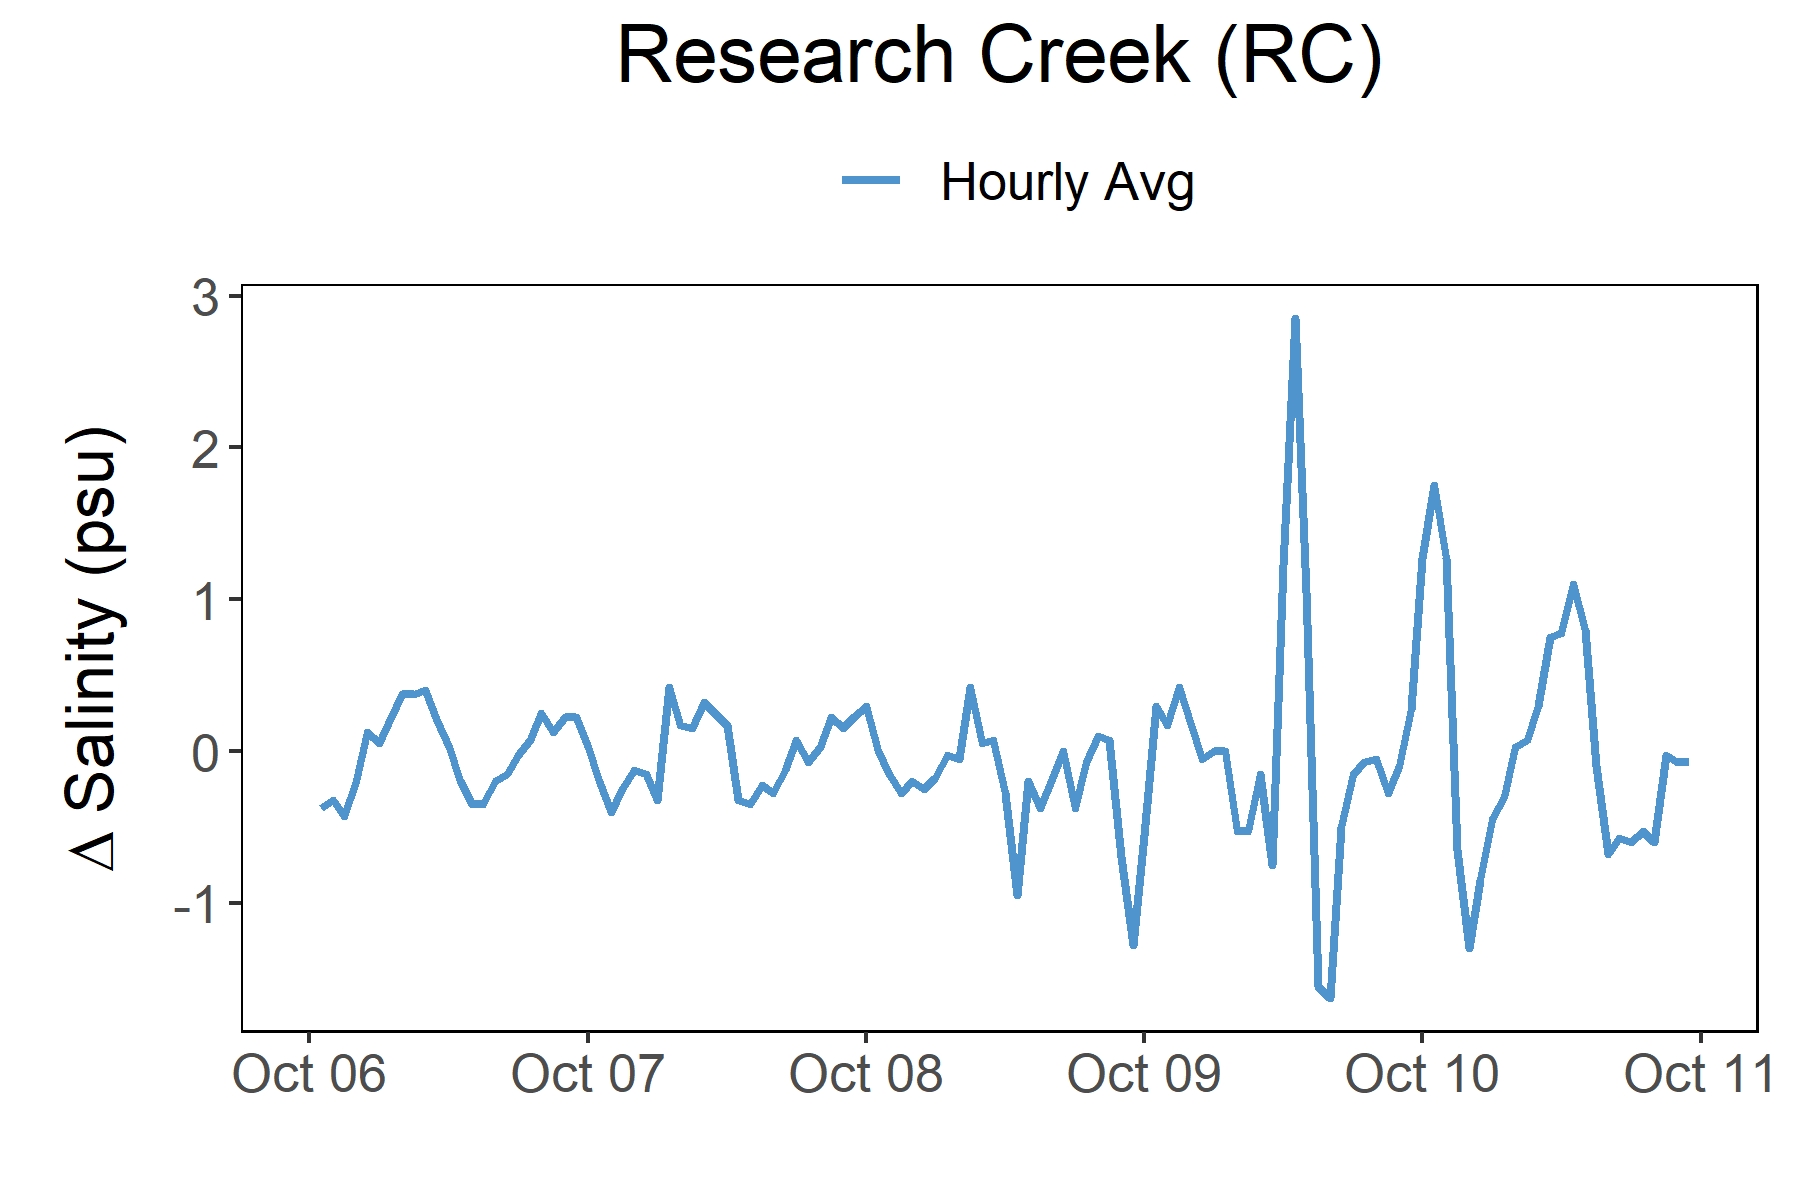 Research Creek (RC)
Hourly Avg
3
2
1
0
-1
Δ Salinity (psu)
Oct 06 Oct 07 Oct 08 Oct 09 Oct 10 Oct 11